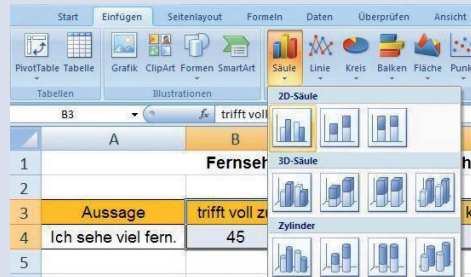 Start Einfügen Seitenlayout Formeln Daten Überprüfen Ansicht
PivotTable Tabelle Grafik ClipArt Formen SmartArt Säule Linie Kreis Balken Fläche Punk
Tabellen Illustrationen
B3 fx trifft voll
2D-Säule
A B
1 Fernseh
3D-Säule
2
3 Aussage trifft voll zu k
4 Ich sehe viel fern. 45
Zylinder
5